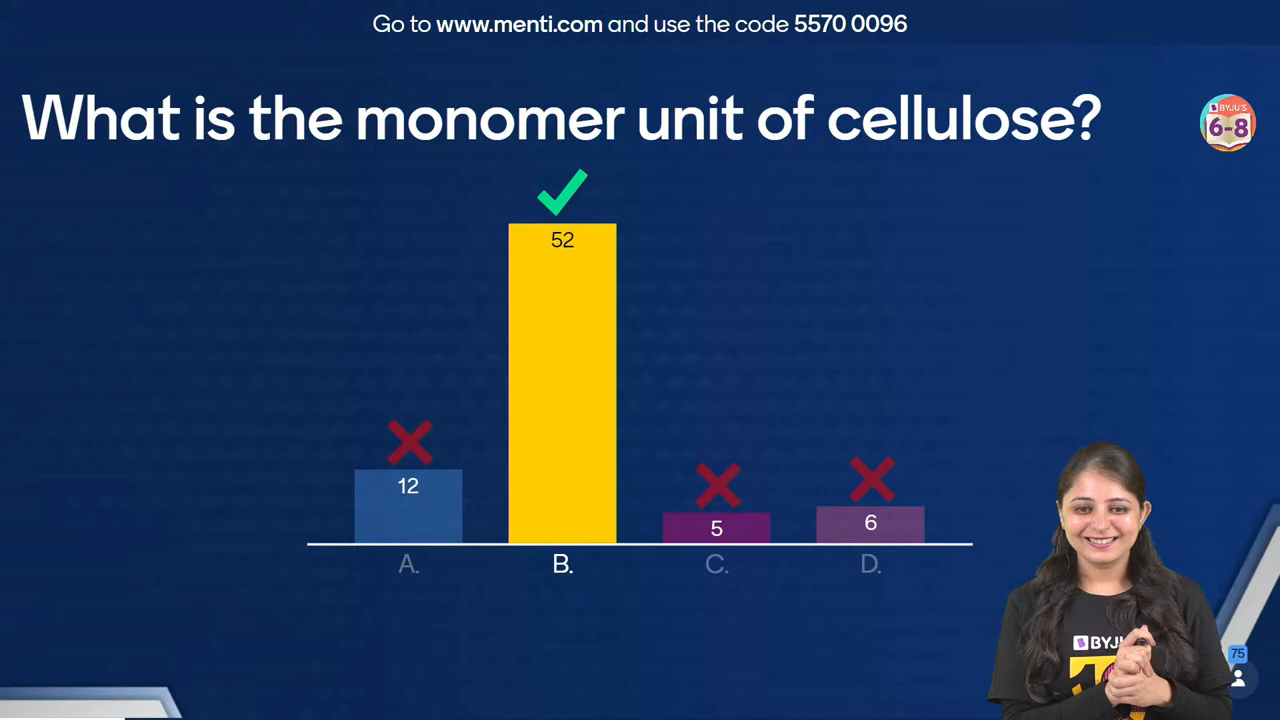 Go to www.menti.com and use the code 5570 0096
What is the monomer unit of cellulose?
BYJU'S
6-8
52
12
5
6
A.
B.
C.
D.
75